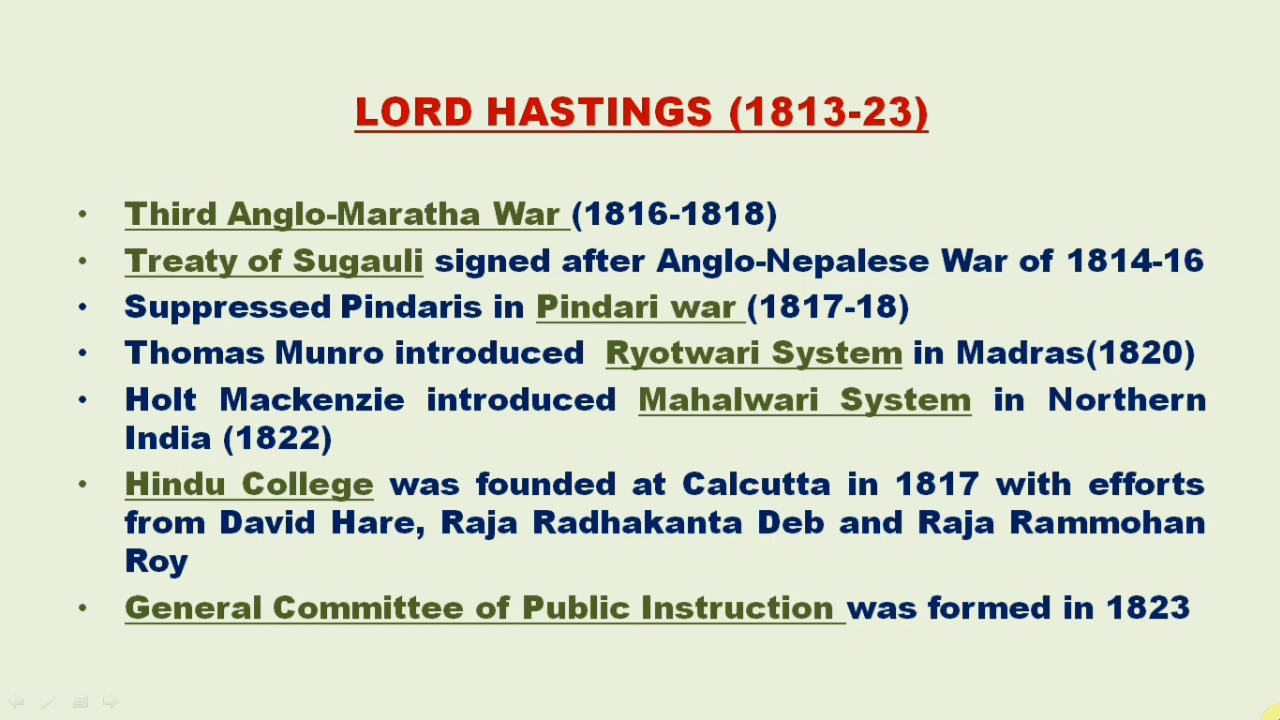 LORD HASTINGS (1813-23)
• Third Anglo-Maratha War (1816-1818)
• Treaty of Sugauli signed after Anglo-Nepalese War of 1814-16
• Suppressed Pindaris in Pindari war (1817-18)
• Thomas Munro introduced Ryotwari System in Madras(1820)
• Holt Mackenzie introduced Mahalwari System in Northern
India (1822)
• Hindu College was founded at Calcutta in 1817 with efforts
from David Hare, Raja Radhakanta Deb and Raja Rammohan
Roy
• General Committee of Public Instruction was formed in 1823